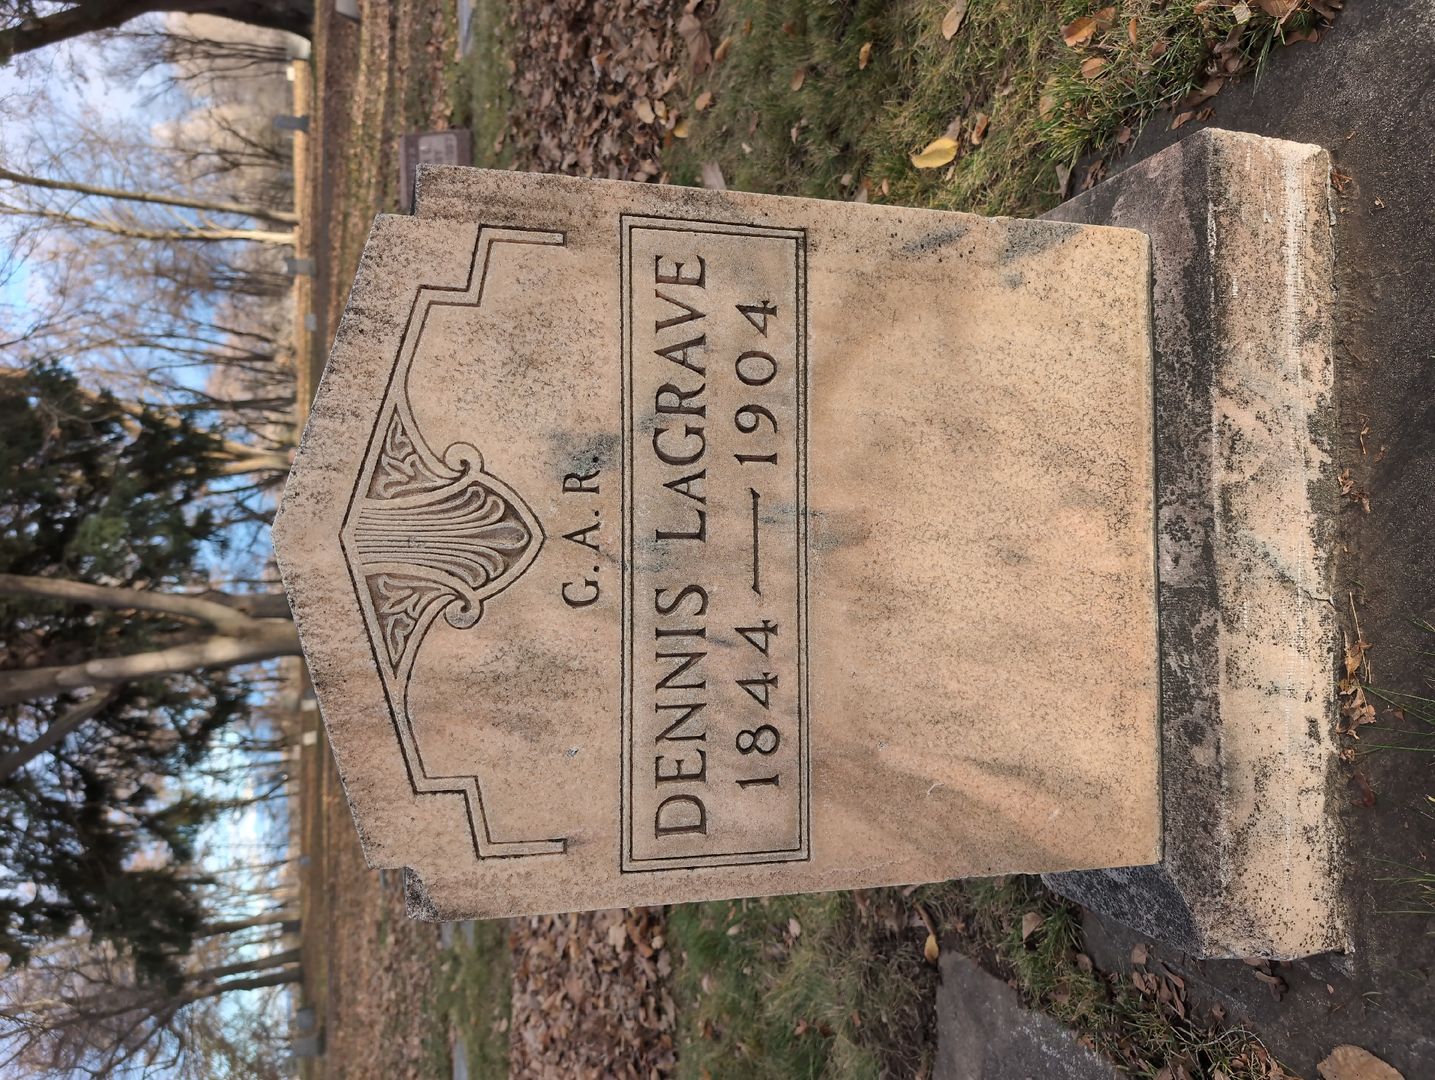 G.A.R.
DENNIS LAGRAVE
1844 — 1904